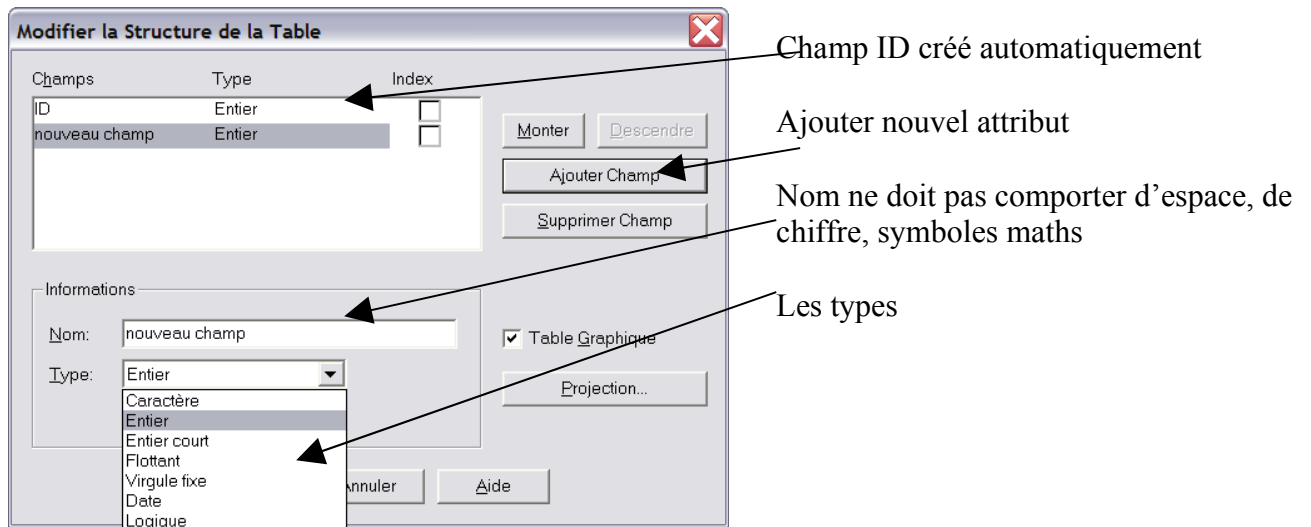 Modifier la Structure de la Table
Champs Type Index
ID Entier
nouveau champ Entier
Monter Descendre
Ajouter Champ
Supprimer Champ
Informations
Nom: nouveau champ
Type: Entier
Caractère
Entier
Entier court
Flottant
Virgule fixe
Date
Logique
Table Graphique
Projection...
Annuler Aide
Champ ID créé automatiquement
Ajouter nouvel attribut
Nom ne doit pas comporter d’espace, de
chiffre, symboles maths
Les types